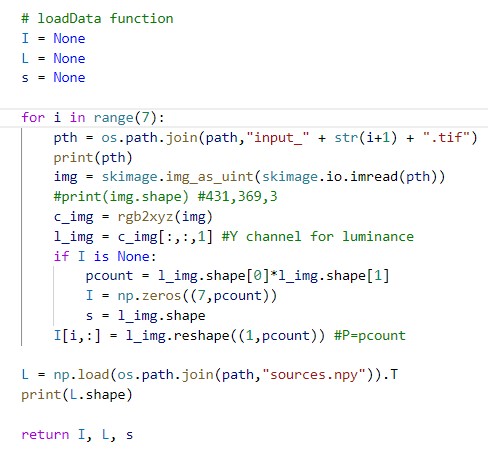 # loadData function
I = None
L = None
s = None
for i in range(7):
pth = os.path.join(path,"input_" + str(i+1) + ".tif")
print(pth)
img = skimage.img_as_uint(skimage.io.imread(pth))
#print(img.shape) #431,369,3
c_img = rgb2xyz(img)
l_img = c_img[:,:,1] #Y channel for luminance
if I is None:
pcount = l_img.shape[0]*l_img.shape[1]
I = np.zeros((7,pcount))
s = l_img.shape
I[i,:] = l_img.reshape((1,pcount)) #P=pcount
L = np.load(os.path.join(path,"sources.npy")).T
print(L.shape)
return I, L, s